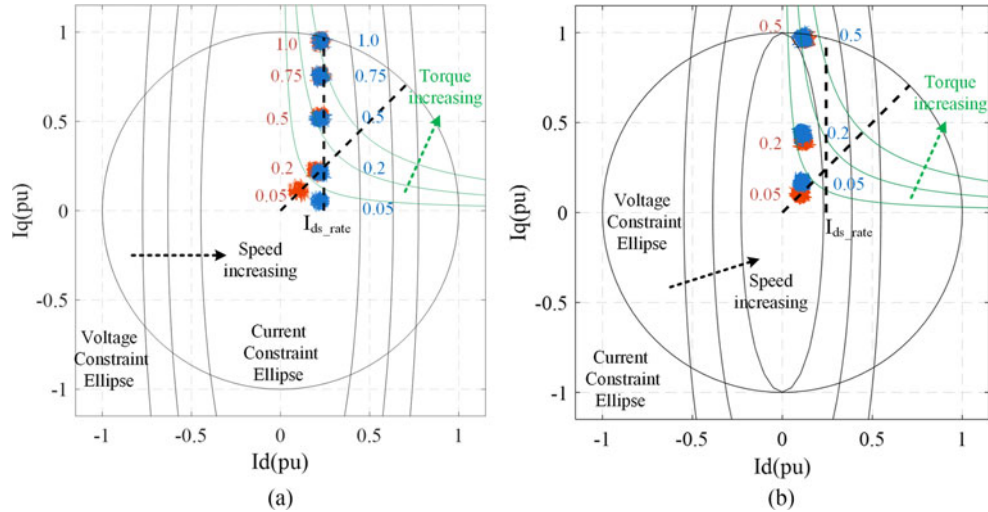 1
1.0
1.0
0.75
0.75
Torque
increasing
0.5
0.5
0.5
0.2
0.2
0.05
0.05
0
I_ds_rate
Speed
increasing
-0.5
Voltage
Constraint
Ellipse
Current
Constraint
Ellipse
-1
-1
-0.5
0
0.5
1
Iq(pu)
Id(pu)
(a)
1
0.5
0.5
Torque
increasing
0.5
0.2
0.2
0.05
0.05
0
Voltage
Constraint
Ellipse
I_ds_rate
Speed
increasing
-0.5
Current
Constraint
Ellipse
-1
-1
-0.5
0
0.5
1
Iq(pu)
Id(pu)
(b)